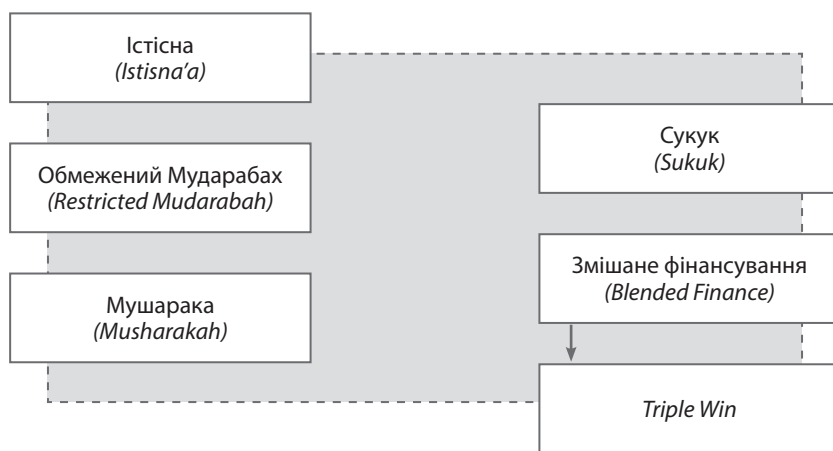 Істісна
(Istisna’a)
Обмежений Мударабах
(Restricted Mudarabah)
Мушарака
(Musharakah)
Сукук
(Sukuk)
Змішане фінансування
(Blended Finance)
Triple Win